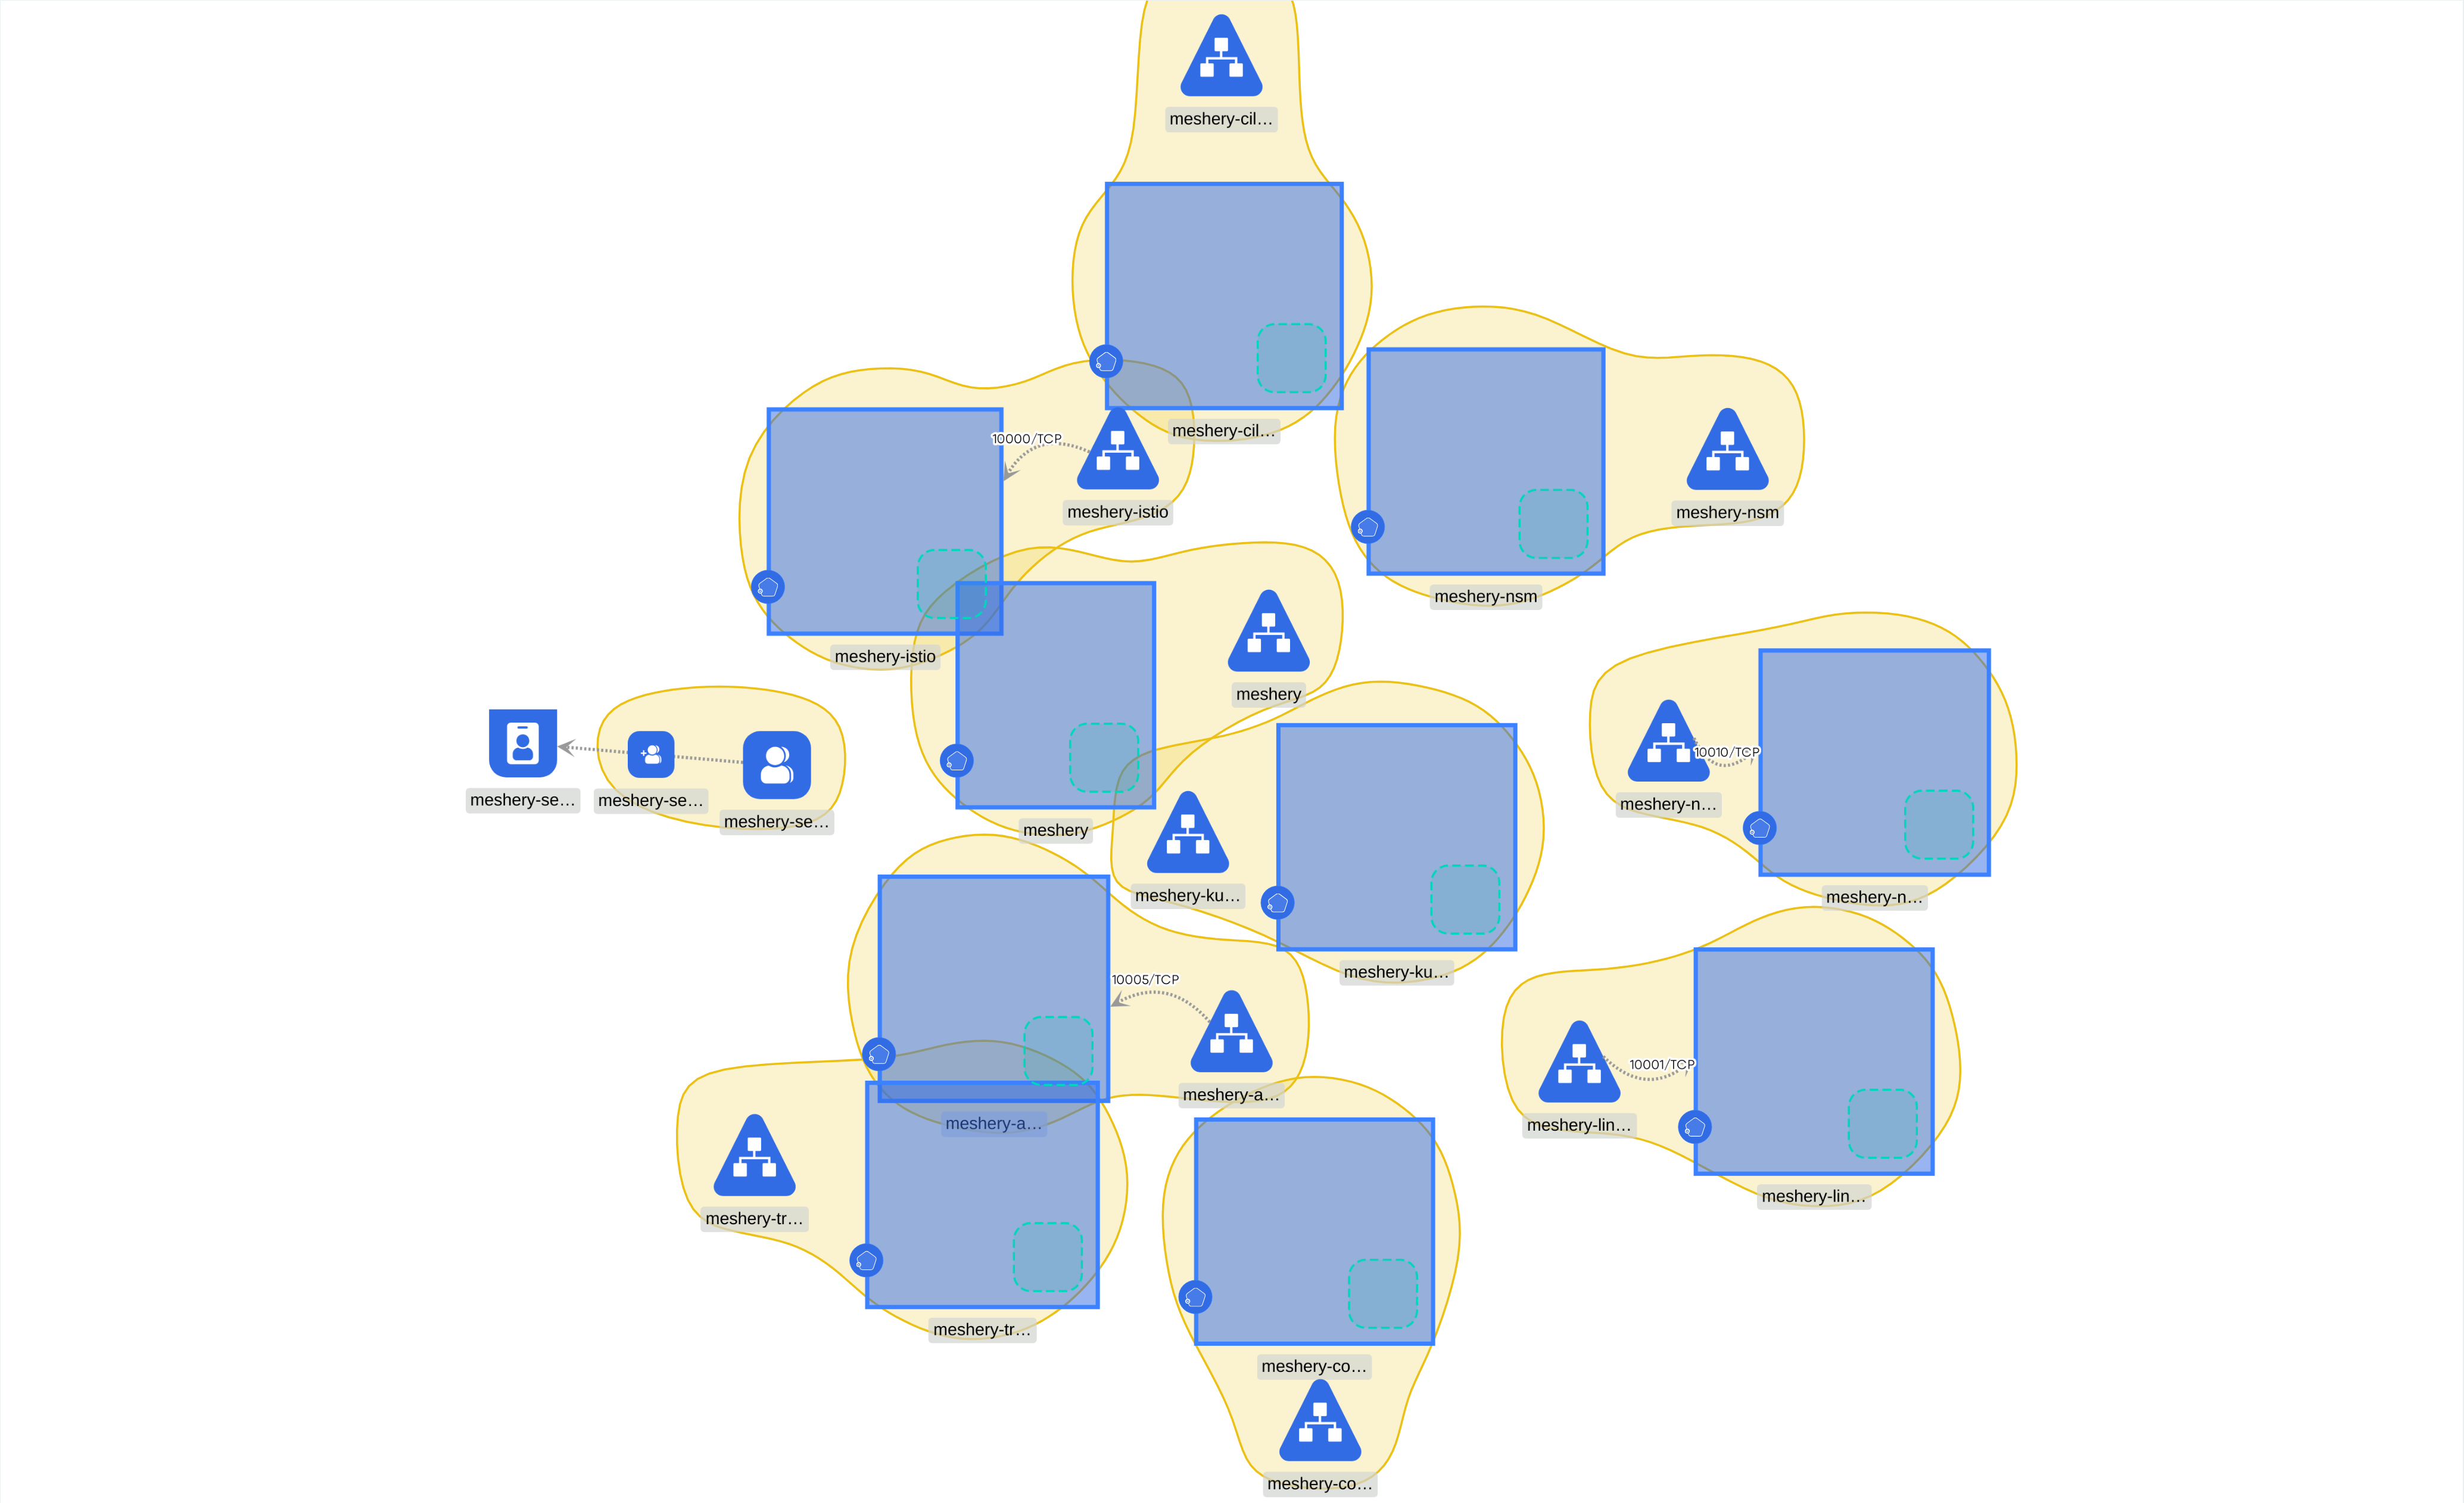 meshery-cil…
meshery-cil…
10000/TCP
meshery-istio
meshery-nsm
meshery-nsm
meshery-istio
meshery
meshery
10010/TCP
meshery-n…
meshery-n…
meshery-se…
meshery-se…
meshery-se…
meshery-ku…
meshery-ku…
10005/TCP
meshery-a…
meshery-a…
10001/TCP
meshery-lin…
meshery-lin…
meshery-tr…
meshery-tr…
meshery-co…
meshery-co…